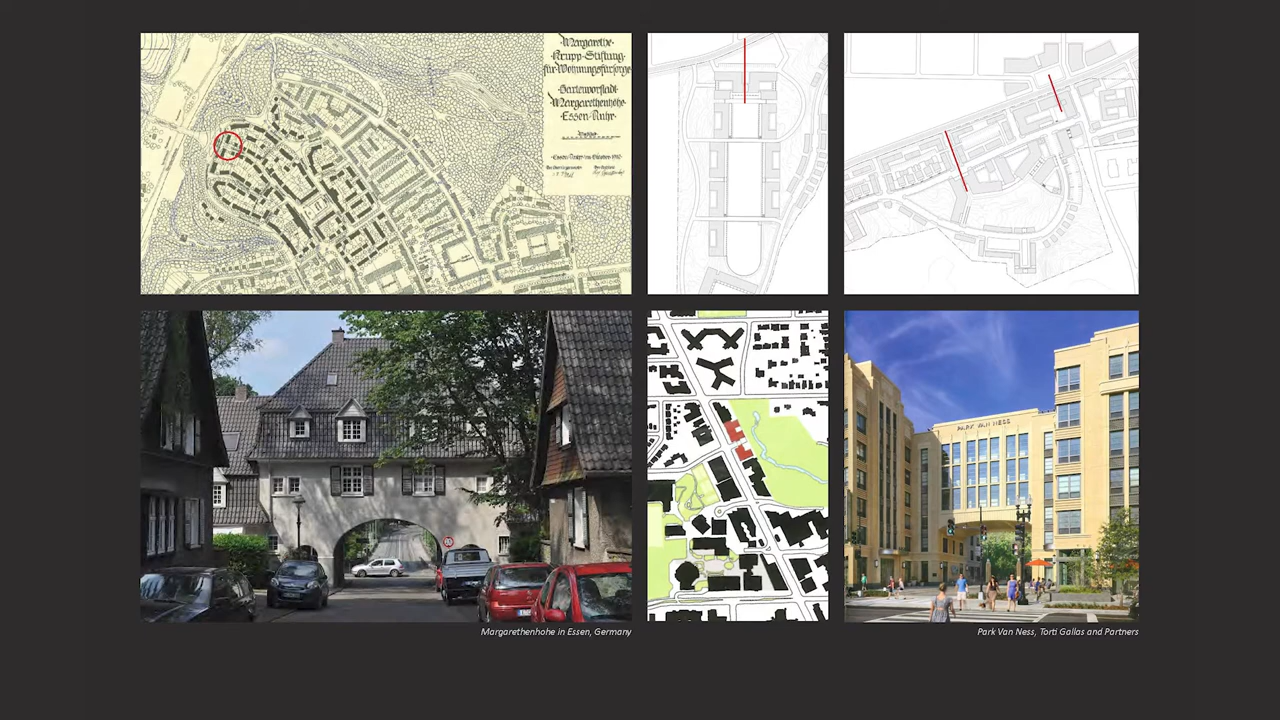 Margarethe-
Krupp-Stiftung
für Wohnungsfürsorge
Gartenvorstadt
Margarethenhöhe
Essen-Ruhr.
PARK VAN NESS
Margarethenhohe in Essen, Germany
Park Van Ness, Torti Gallas and Partners